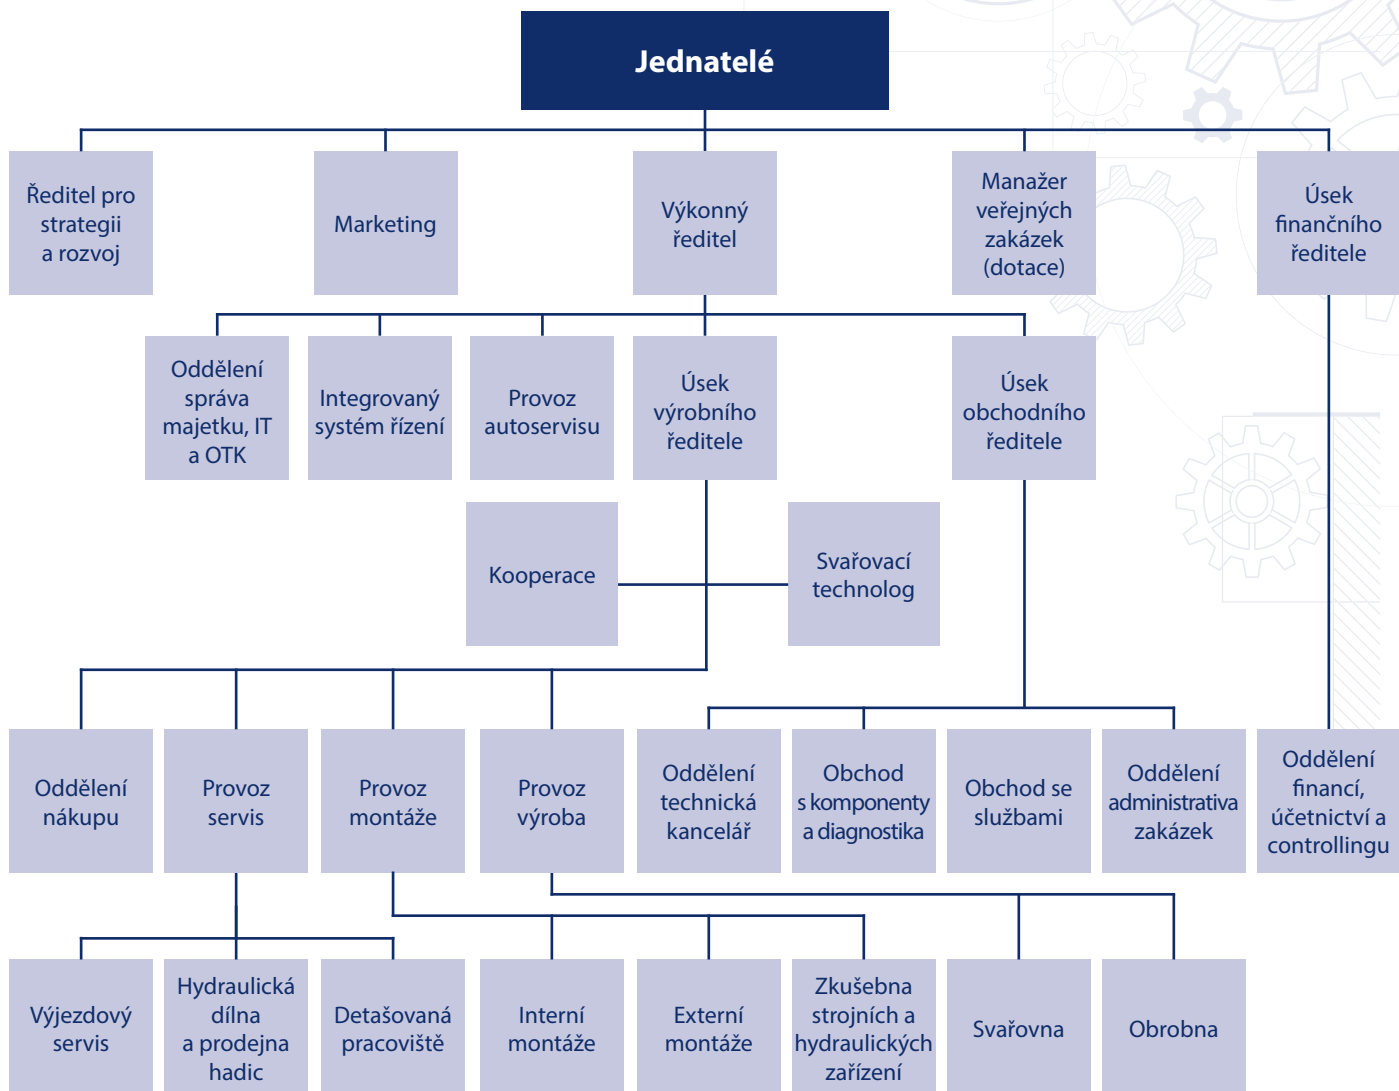 Jednatelé
Ředitel pro
strategii
a rozvoj
Marketing
Výkonný
ředitel
Manažer
veřejných
zakázek
(dotace)
Úsek
finančního
ředitele
Oddělení
správa
majetku, IT
a OTK
Integrovaný
systém řízení
Provoz
autoservisu
Úsek
výrobního
ředitele
Úsek
obchodního
ředitele
Kooperace
Svařovací
technolog
Oddělení
nákupu
Provoz
servis
Provoz
montáže
Provoz
výroba
Oddělení
technická
kancelář
Obchod
s komponenty
a diagnostika
Obchod se
službami
Oddělení
administrativa
zakázek
Oddělení
financí,
účetnictví a
controllingu
Výjezdový
servis
Hydraulická
dílna
a prodejna
hadic
Detašovaná
pracoviště
Interní
montáže
Externí
montáže
Zkušebna
strojních a
hydraulických
zařízení
Svařovna
Obrobna